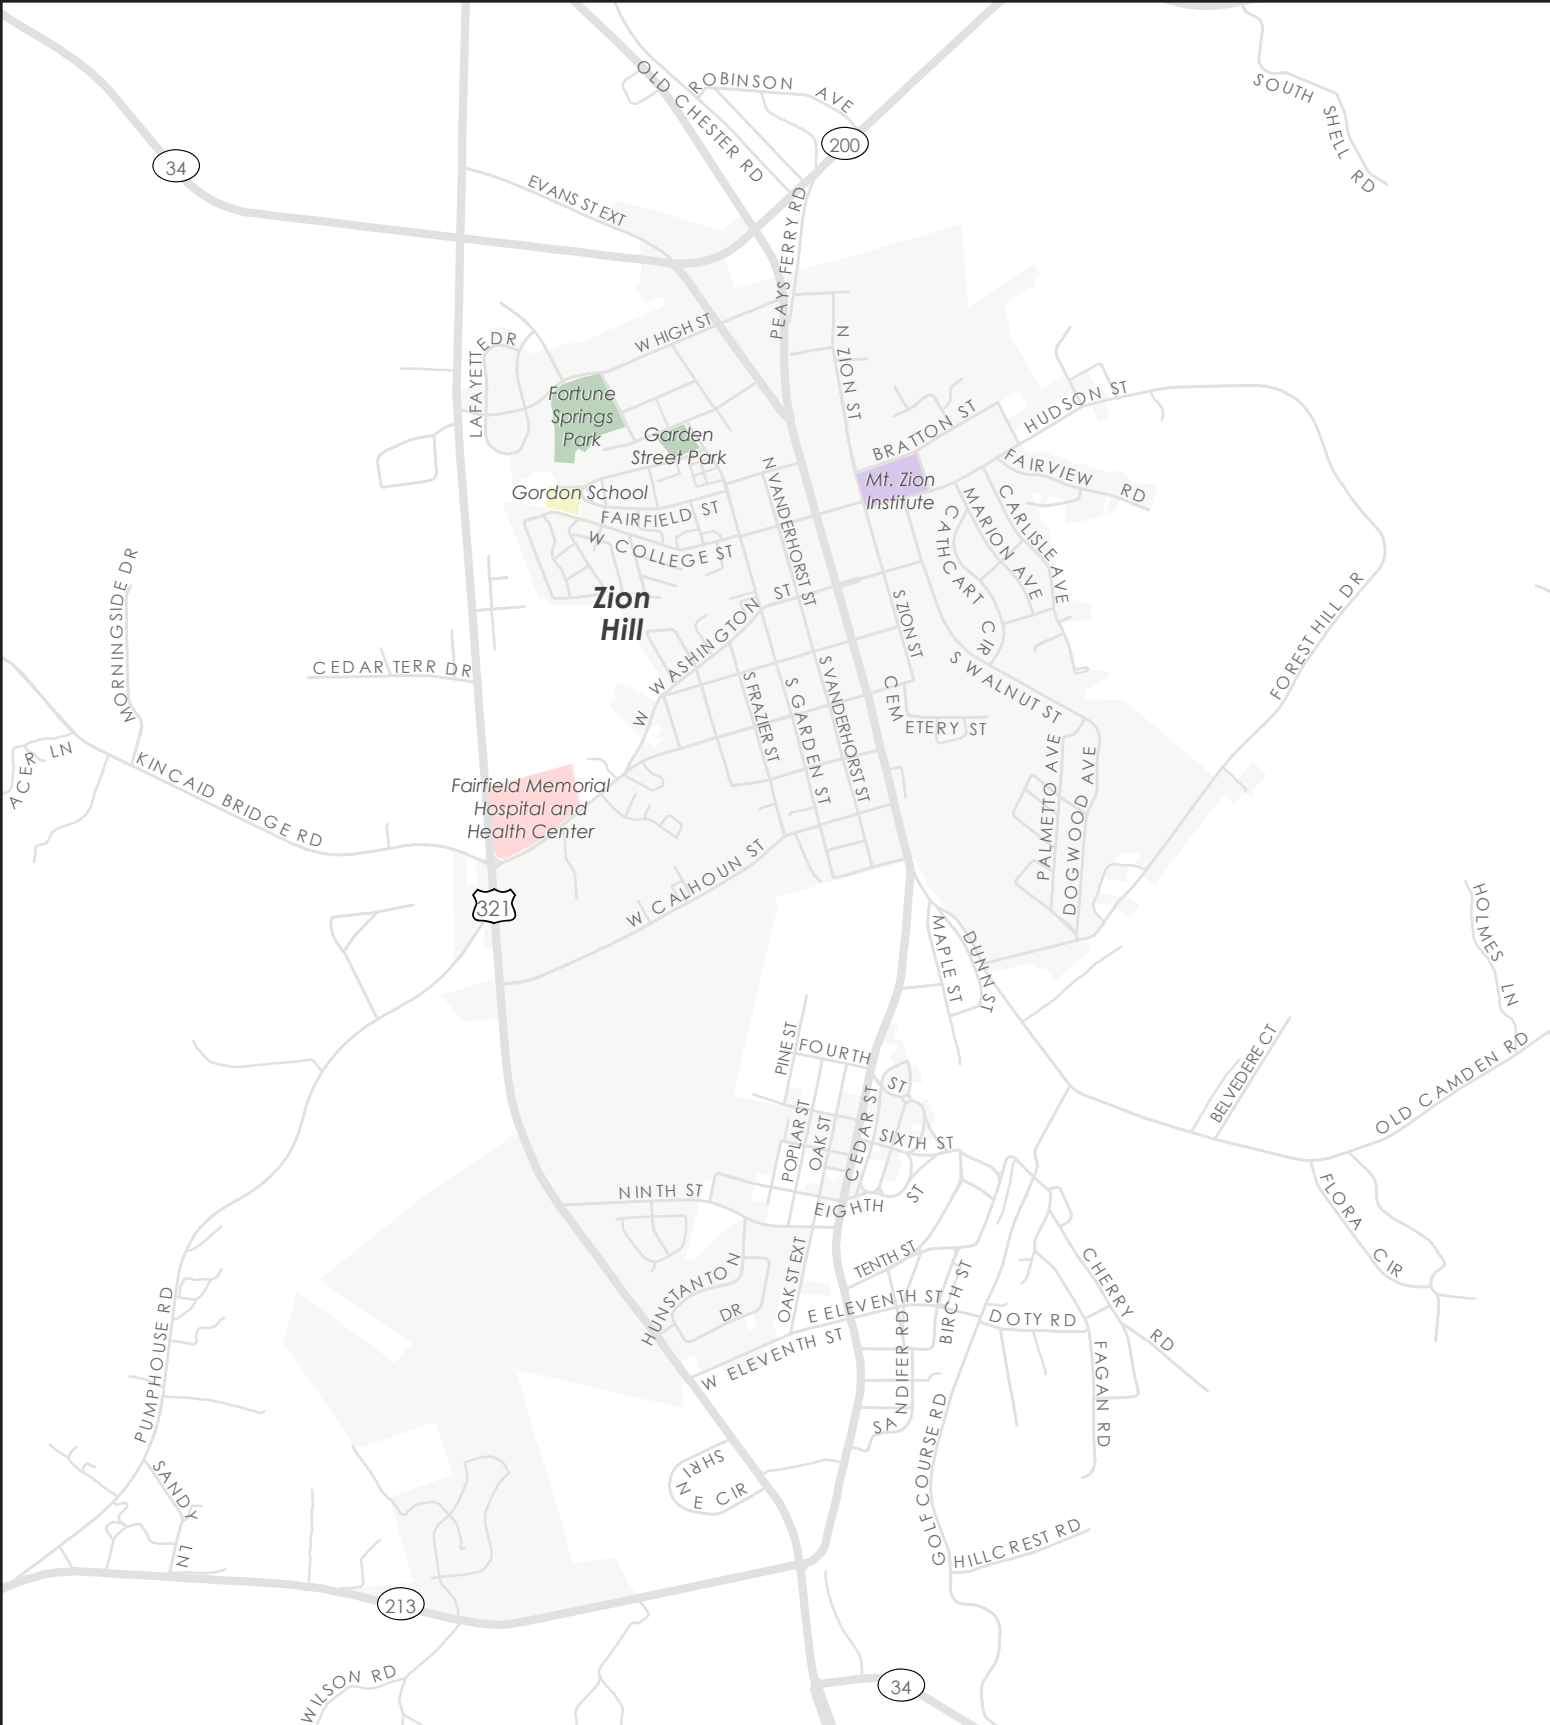 OLD CHESTER RD
ROBINSON AVE
SOUTH SHELL RD
200
34
EVANS ST EXT
PEAYS FERRY RD
W HIGH ST
N ZION ST
LAFAYETTE DR
Fortune
Springs
Park
Garden
Street Park
BRATTON ST
HUDSON ST
FAIRVIEW RD
Mt. Zion
Institute
Gordon School
FAIRFIELD ST
W COLLEGE ST
N VANDERHORST ST
CATHCART CIR
MARION AVE
CARLISLE AVE
Zion
Hill
W WASHINGTON ST
S ZION ST
FOREST HILL DR
MORNINGSIDE DR
CEDAR TERR DR
S WALNUT ST
S FRAZIER ST
S GARDEN ST
S VANDERHORST ST
CEMETERY ST
ACER LN
KINCAID BRIDGE RD
Fairfield Memorial
Hospital and
Health Center
PALMETTO AVE
DOGWOOD AVE
W CALHOUN ST
321
MAPLE ST
DUNN ST
HOLMES LN
PINE ST
FOURTH ST
BELVEDERE CT
OLD CAMDEN RD
POPLAR ST
OAK ST
CEDAR ST
SIXTH ST
NINTH ST
EIGHTH ST
FLORA CIR
HUNSTANTON DR
OAK ST EXT
TENTH ST
CHERRY RD
E ELEVENTH ST
W ELEVENTH ST
SANDIFER RD
BIRCH ST
DOTY RD
FAGAN RD
PUMPHOUSE RD
SANDY LN
SHRINE CIR
GOLF COURSE RD
HILLCREST RD
213
WILSON RD
34